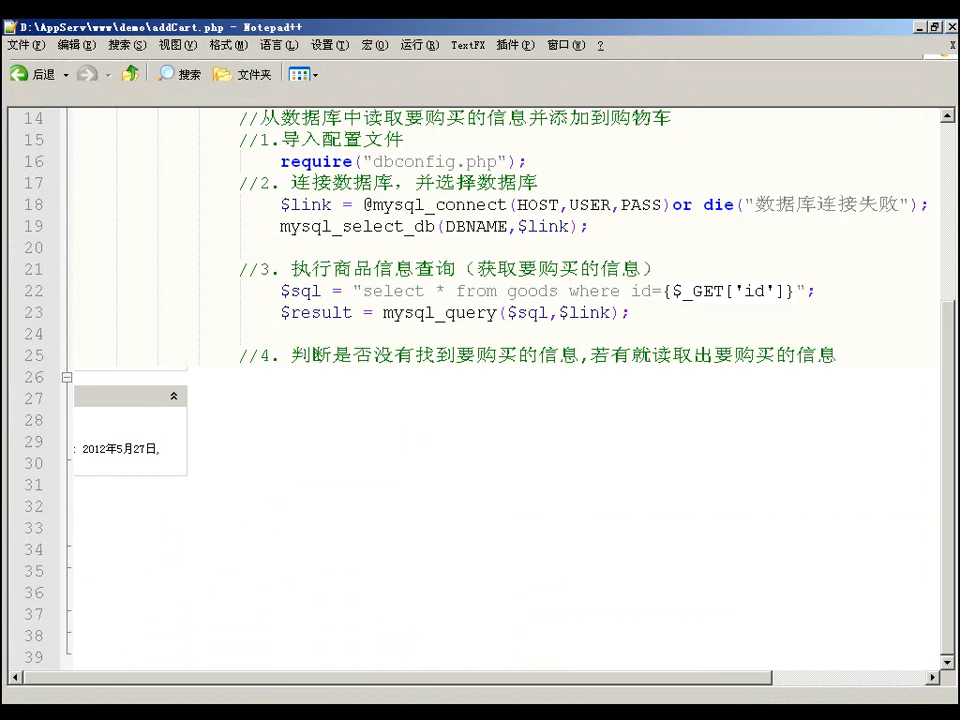 D:\AppServ\www\demo\addCart.php - Notepad++
文件(F) 编辑(E) 搜索(S) 视图(V) 格式(M) 语言(L) 设置(T) 宏(O) 运行(R) TextFX 插件(P) 窗口(W) ? X
后退 搜索 文件夹
14 //从数据库中读取要购买的信息并添加到购物车
15 //1.导入配置文件
16 require("dbconfig.php");
17 //2. 连接数据库，并选择数据库
18 $link = @mysql_connect(HOST,USER,PASS)or die("数据库连接失败");
19 mysql_select_db(DBNAME,$link);
20
21 //3. 执行商品信息查询（获取要购买的信息）
22 $sql = "select * from goods where id={$_GET['id']}";
23 $result = mysql_query($sql,$link);
24
25 //4. 判断是否没有找到要购买的信息,若有就读取出要购买的信息
26
27
28
29 : 2012年5月27日,
30
31
32
33
34
35
36
37
38
39